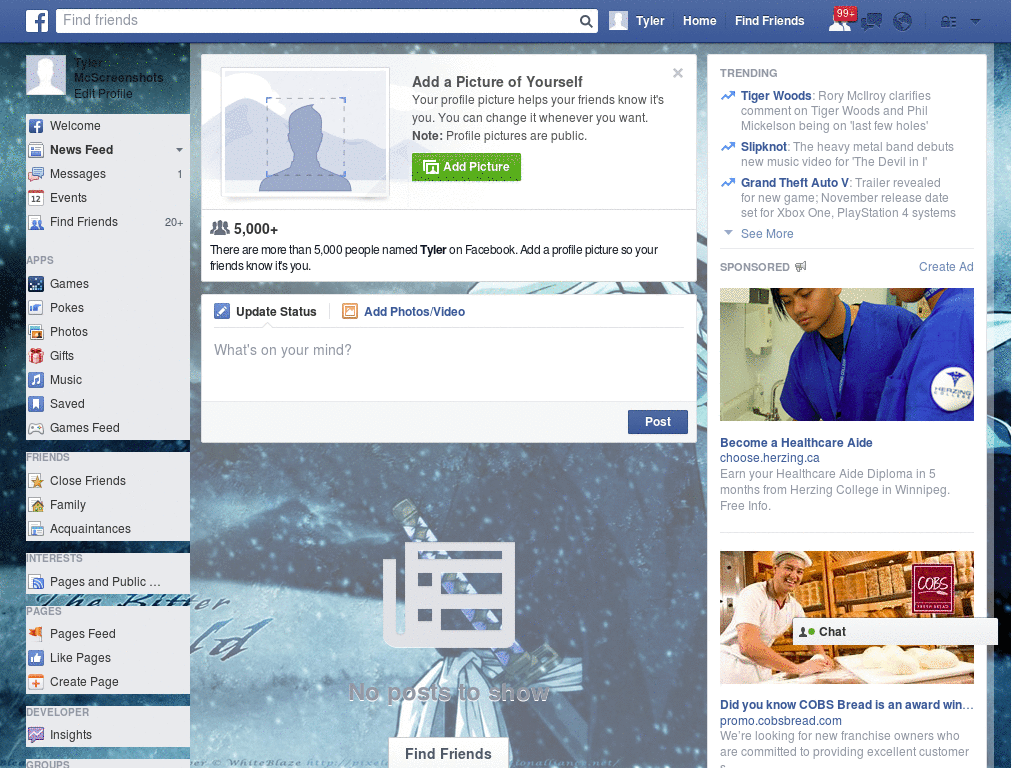 Find friends
Tyler
Home
Find Friends
99+
Tyler
McScreenshots
Edit Profile
Welcome
News Feed
Messages 1
12 Events
Find Friends 20+
APPS
Games
Pokes
Photos
Gifts
Music
Saved
Games Feed
FRIENDS
Close Friends
Family
Acquaintances
INTERESTS
Pages and Public ...
PAGES
Pages Feed
Like Pages
Create Page
DEVELOPER
Insights
GROUPS
Add a Picture of Yourself
Your profile picture helps your friends know it's
you. You can change it whenever you want.
Note: Profile pictures are public.
Add Picture
5,000+
There are more than 5,000 people named Tyler on Facebook. Add a profile picture so your
friends know it's you.
Update Status
Add Photos/Video
What's on your mind?
Post
The Bitter
No posts to show
Find Friends
© WhiteBlaze
TRENDING
Tiger Woods: Rory McIlroy clarifies
comment on Tiger Woods and Phil
Mickelson being on 'last few holes'
Slipknot: The heavy metal band debuts
new music video for 'The Devil in I'
Grand Theft Auto V: Trailer revealed
for new game; November release date
set for Xbox One, PlayStation 4 systems
See More
SPONSORED
Create Ad
HERZING
COLLEGE
Become a Healthcare Aide
choose.herzing.ca
Earn your Healthcare Aide Diploma in 5
months from Herzing College in Winnipeg.
Free Info.
COBS
FRESH BREAD
Chat
Did you know COBS Bread is an award win...
promo.cobsbread.com
We're looking for new franchise owners who
are committed to providing excellent customer